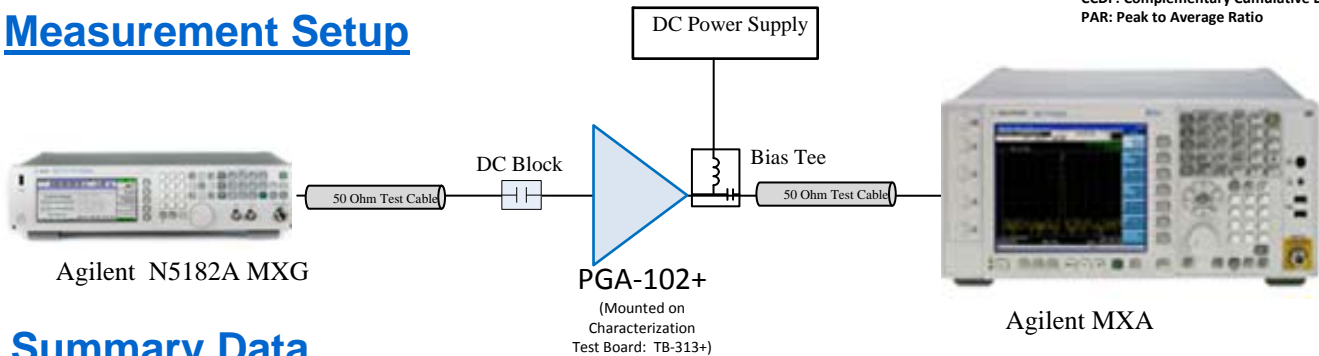 CCDF: Complementary Cumulative
PAR: Peak to Average Ratio
Measurement Setup
DC Power Supply
DC Block
Bias Tee
50 Ohm Test Cable
50 Ohm Test Cable
Agilent N5182A MXG
PGA-102+
(Mounted on
Characterization
Test Board: TB-313+)
Agilent MXA
Summary Data